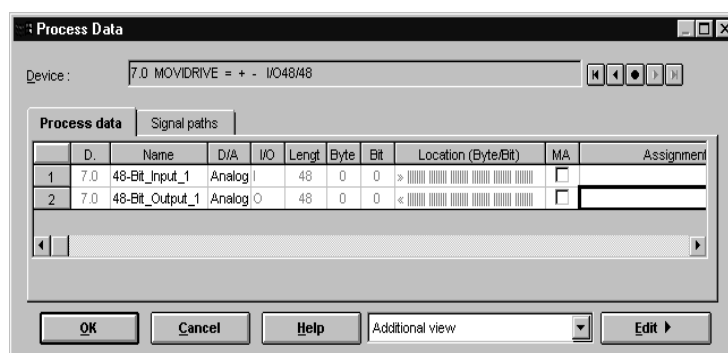 Process Data
Device : 7.0 MOVIDRIVE = + - I/O48/48
Process data Signal paths
D. Name D/A I/O Lengt Byte Bit Location (Byte/Bit) MA Assignment
1 7.0 48-Bit_Input_1 Analog I 48 0 0 »
2 7.0 48-Bit_Output_1 Analog O 48 0 0 «
OK Cancel Help Additional view Edit